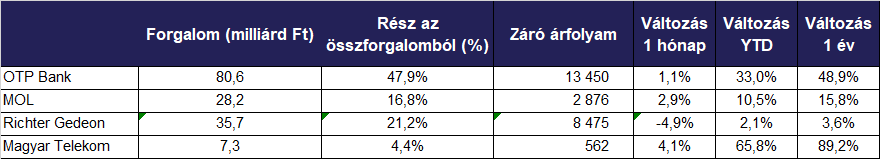 Forgalom (milliárd Ft) Rész az összforgalomból (%) Záró árfolyam Változás 1 hónap Változás YTD Változás 1 év
OTP Bank 80,6 47,9% 13 450 1,1% 33,0% 48,9%
MOL 28,2 16,8% 2 876 2,9% 10,5% 15,8%
Richter Gedeon 35,7 21,2% 8 475 -4,9% 2,1% 3,6%
Magyar Telekom 7,3 4,4% 562 4,1% 65,8% 89,2%